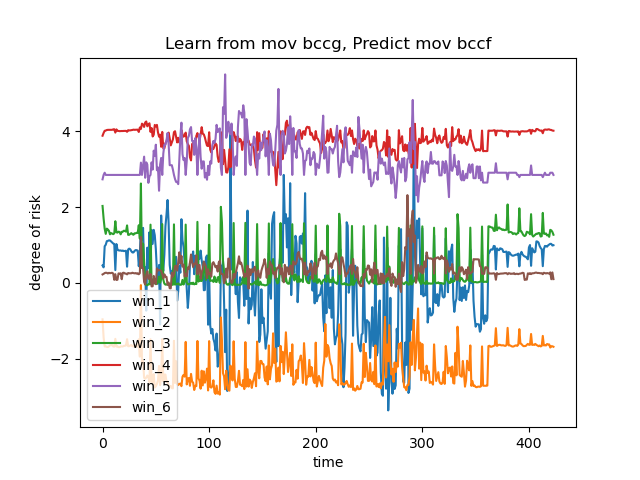 Learn from mov bccg, Predict mov bccf
degree of risk
4
2
0
−2
win_1
win_2
win_3
win_4
win_5
win_6
0 100 200 300 400
time